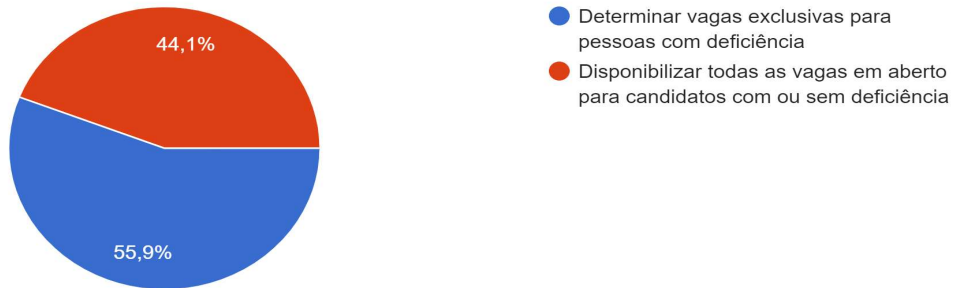 44,1%
55,9%
Determinar vagas exclusivas para
pessoas com deficiência
Disponibilizar todas as vagas em aberto
para candidatos com ou sem deficiência